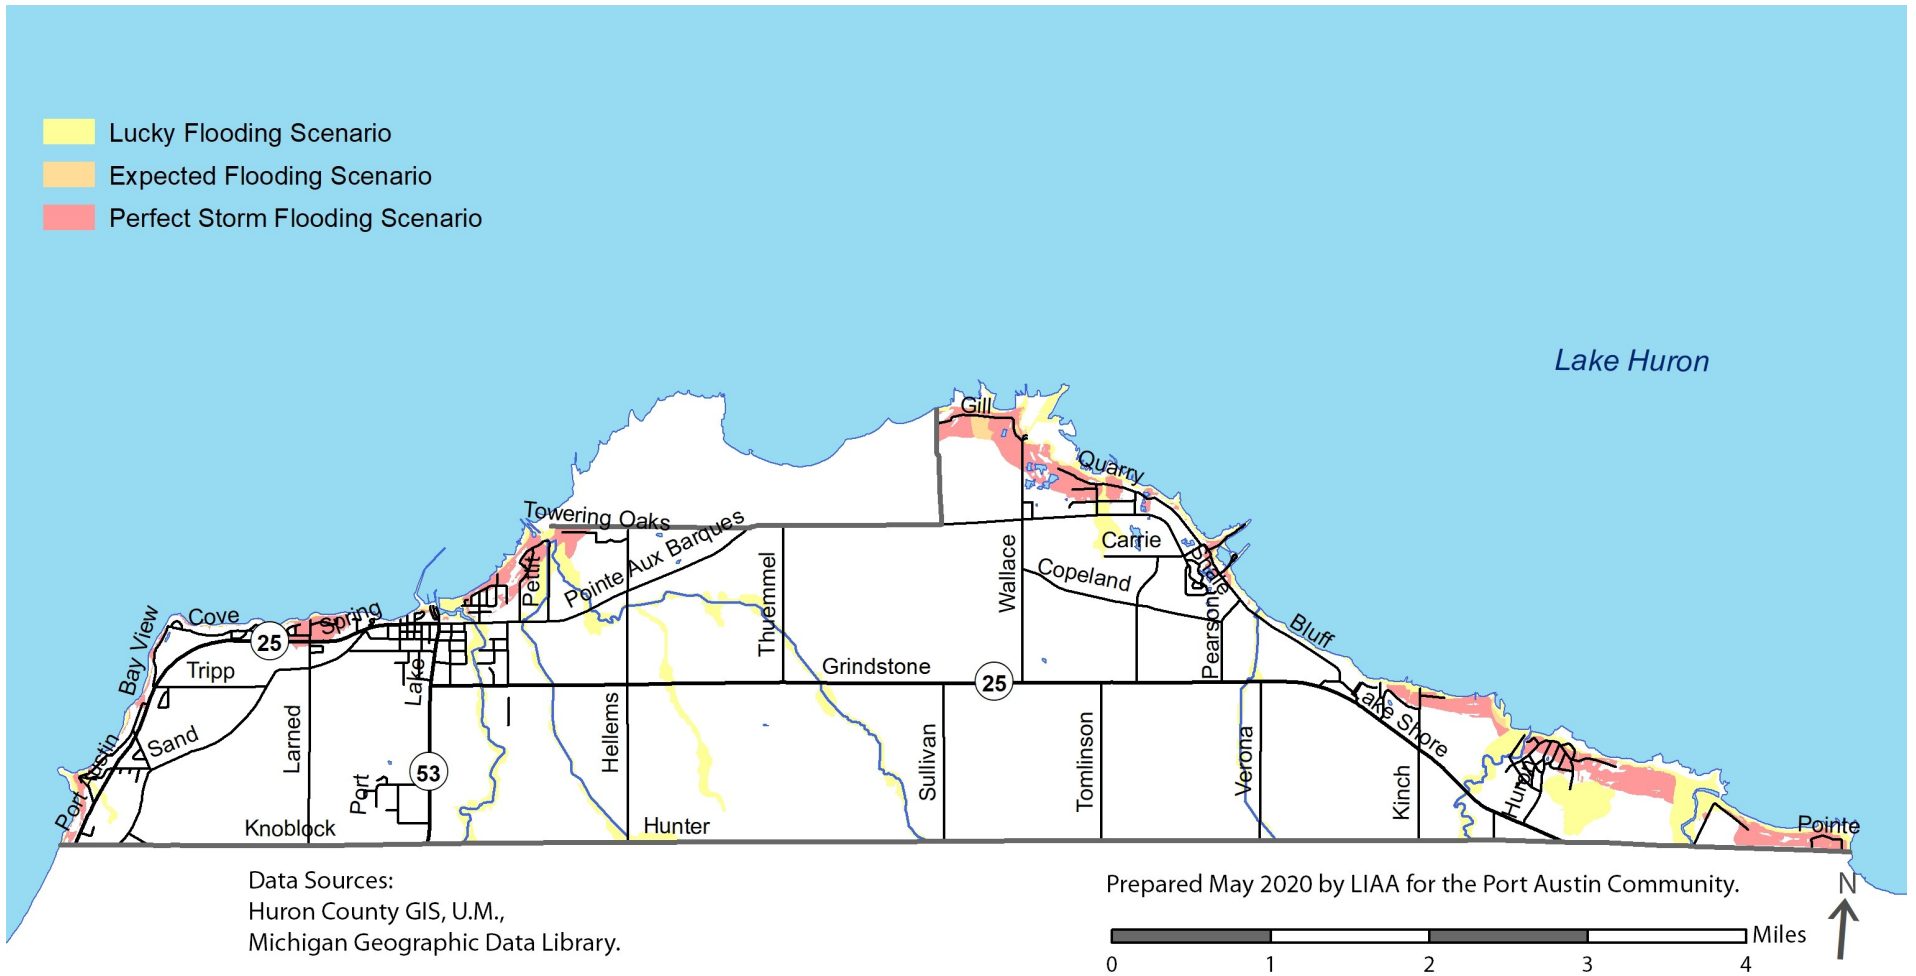 Lucky Flooding Scenario
Expected Flooding Scenario
Perfect Storm Flooding Scenario
Lake Huron
Gill
Quarry
Towering Oaks
Pointe Aux Barques
Carrie
Copeland
Shale
Pettit
Thuemmel
Wallace
Pearson
Bluff
Bay View
Cove
Spring
25
Tripp
Lake
Grindstone
25
Lake Shore
Port Austin
Sand
Larned
Port
53
Hellems
Sullivan
Tomlinson
Verona
Kinch
Huron
Knoblock
Hunter
Pointe
Data Sources:
Huron County GIS, U.M.,
Michigan Geographic Data Library.
Prepared May 2020 by LIAA for the Port Austin Community.
N
Miles
0 1 2 3 4